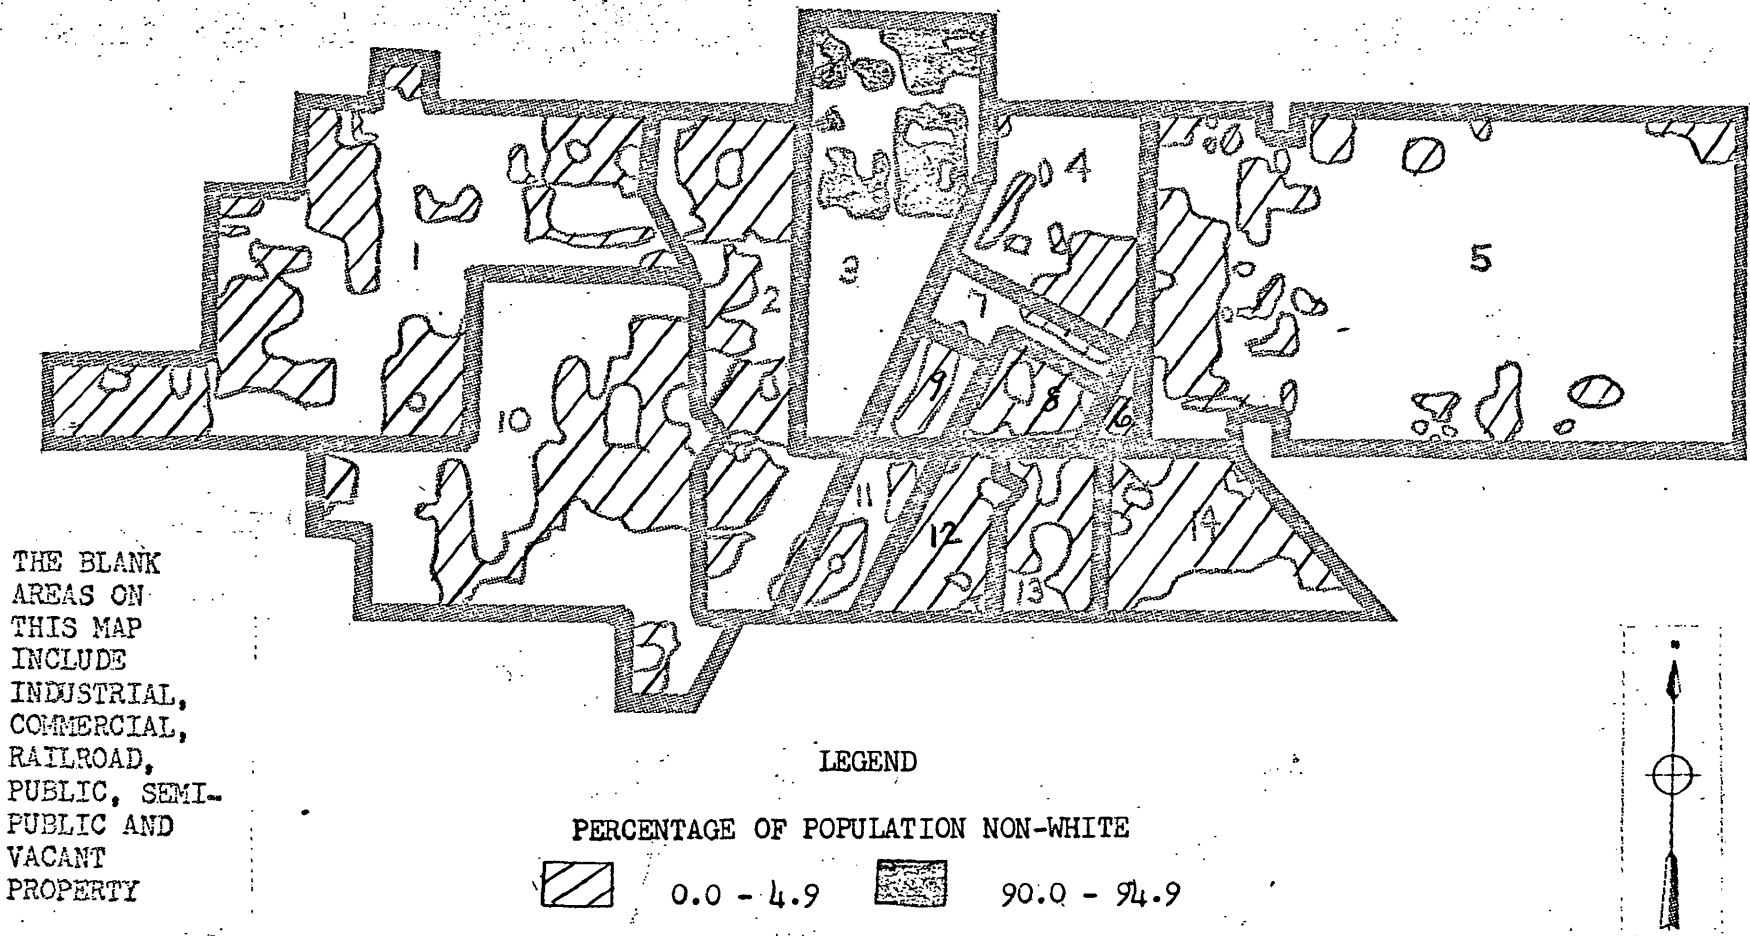 4
1
5
3
7
2
9
8
6
10
11
12
14
13
THE BLANK
AREAS ON
THIS MAP
INCLUDE
INDUSTRIAL,
COMMERCIAL,
RAILROAD,
PUBLIC, SEMI-
PUBLIC AND
VACANT
PROPERTY
N
LEGEND
PERCENTAGE OF POPULATION NON-WHITE
0.0 - 4.9 90.0 - 94.9